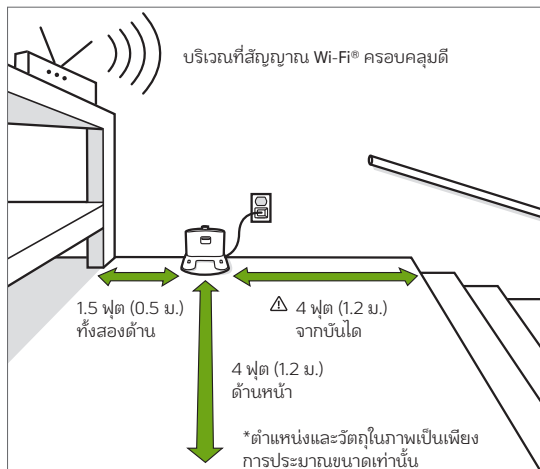 บริเวณที่สัญญาณ Wi-Fi® ครอบคลุมดี
1.5 ฟุต (0.5 ม.)
ทั้งสองด้าน
⚠ 4 ฟุต (1.2 ม.)
จากบันได
4 ฟุต (1.2 ม.)
ด้านหน้า
*ตำแหน่งและวัตถุในภาพเป็นเพียง
การประมาณขนาดเท่านั้น